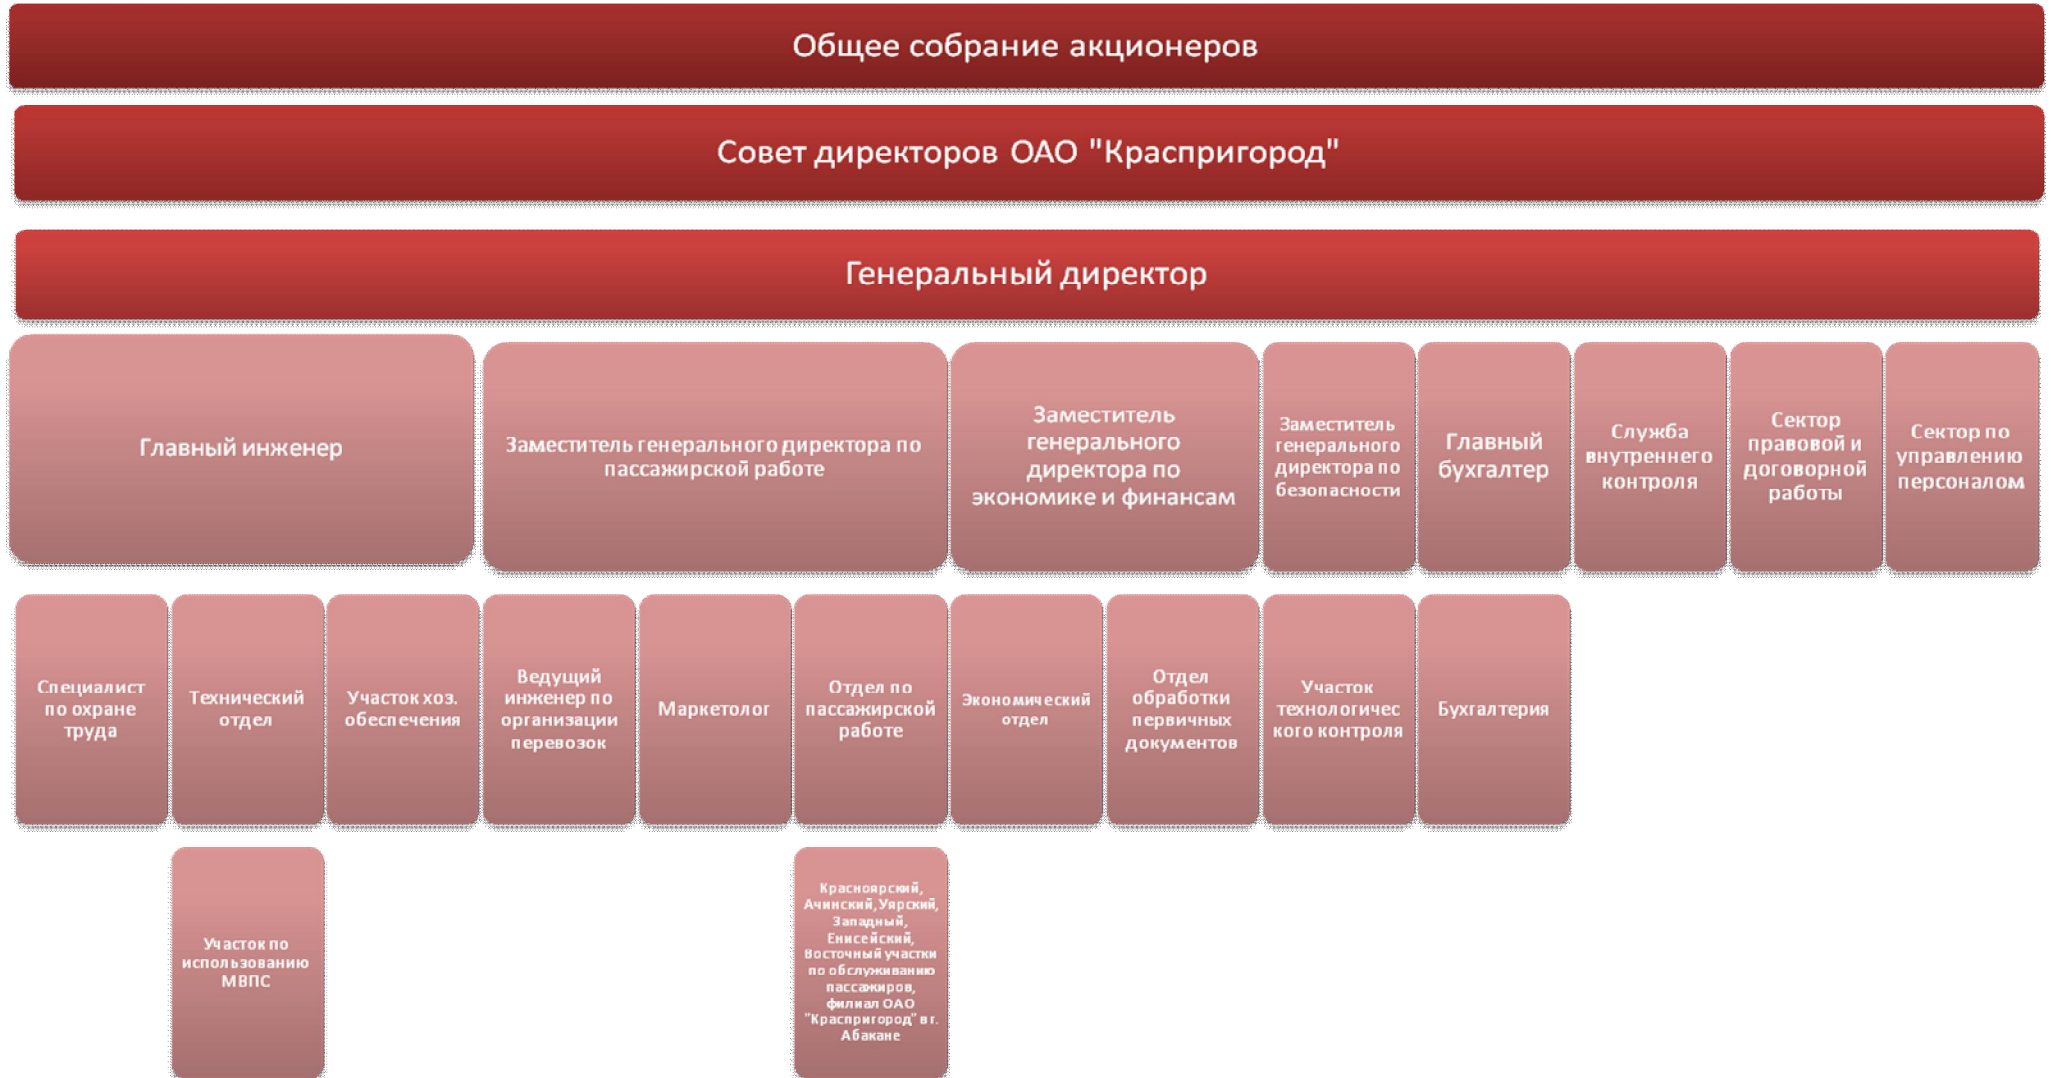 Общее собрание акционеров
Совет директоров ОАО "Краспригород"
Генеральный директор
Главный инженер
Заместитель генерального директора по
пассажирской работе
Заместитель
генерального
директора по
экономике и финансам
Заместитель
генерального
директора по
безопасности
Главный
бухгалтер
Служба
внутреннего
контроля
Сектор
правовой и
договорной
работы
Сектор по
управлению
персоналом
Специалист
по охране
труда
Технический
отдел
Участок хоз.
обеспечения
Ведущий
инженер по
организации
перевозок
Маркетолог
Отдел по
пассажирской
работе
Экономический
отдел
Отдел
обработки
первичных
документов
Участок
технологичес
кого контроля
Бухгалтерия
Участок по
использованию
МВПС
Красноярский,
Ачинский,Уярский,
Западный,
Енисейский,
Восточный участки
по обслуживанию
пассажиров,
филиал ОАО
"Краспригород" в г.
Абакане